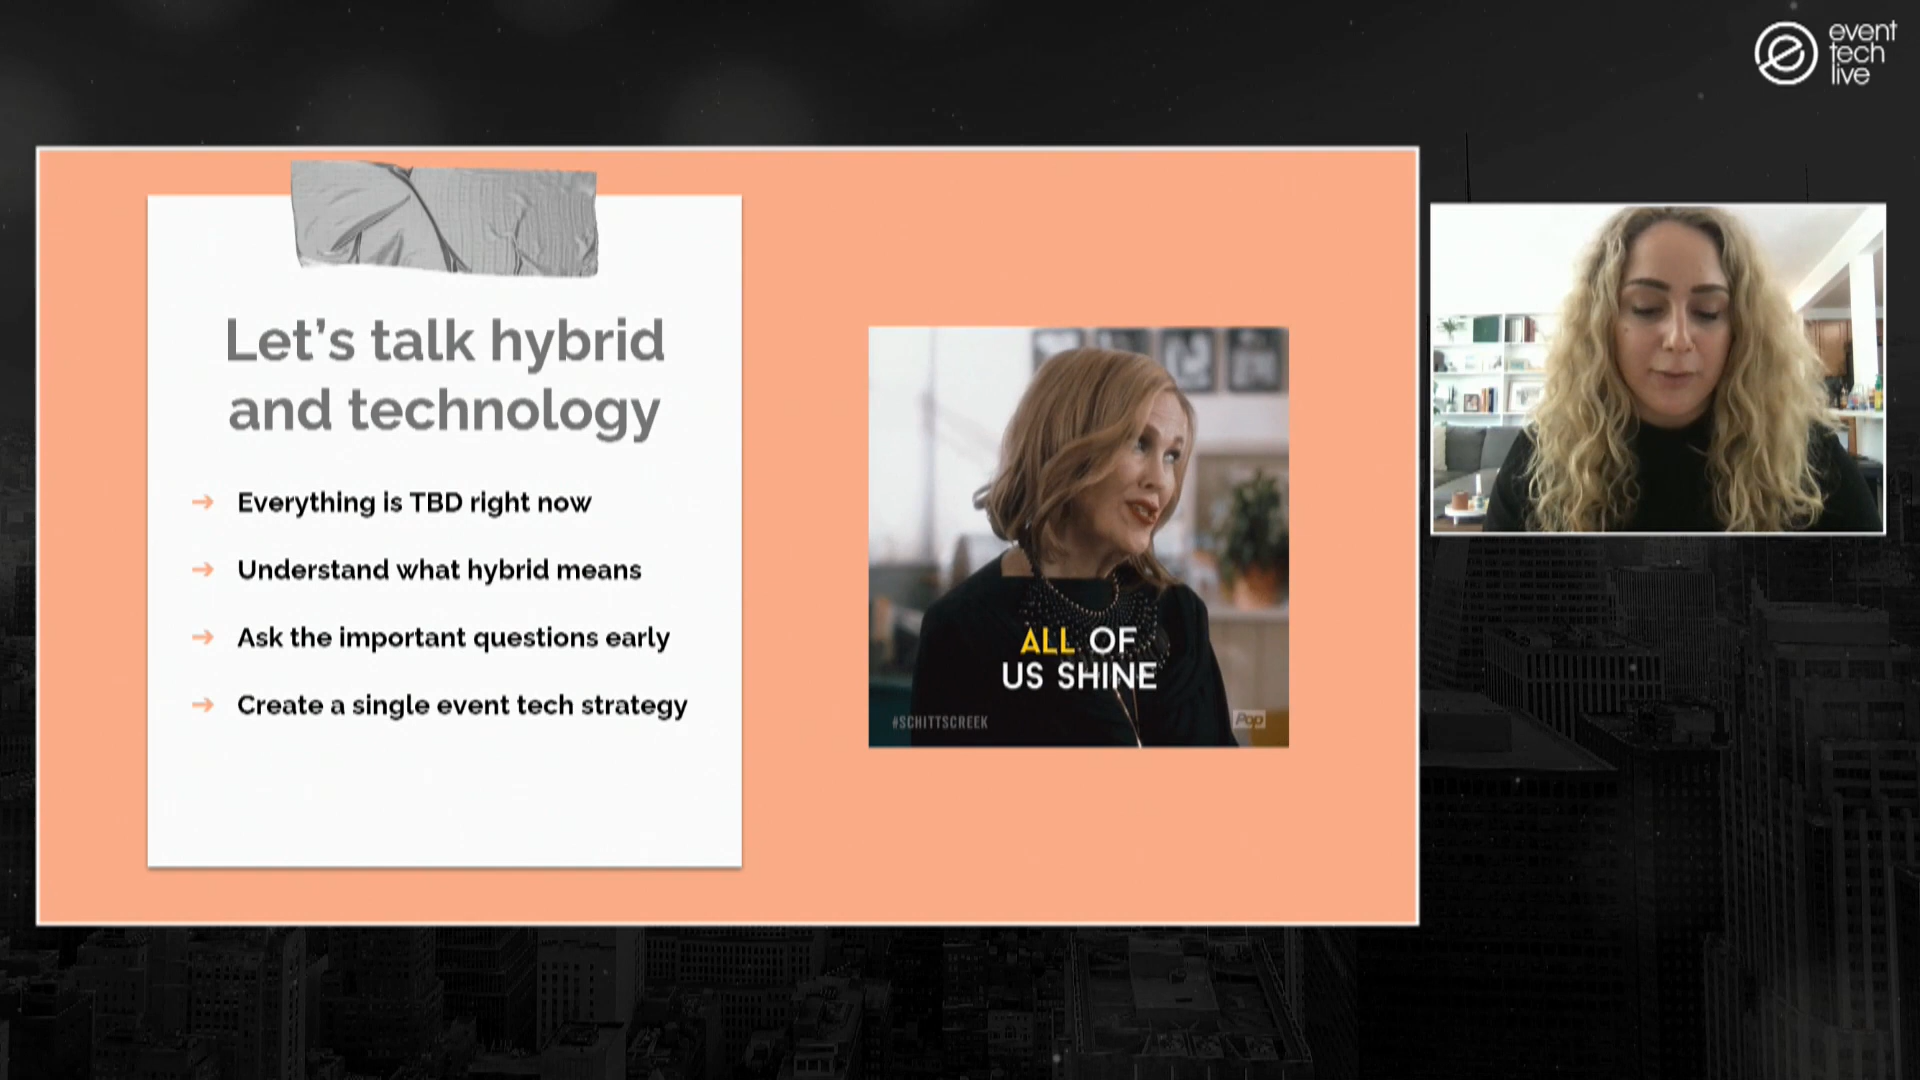 event
tech
live
Let's talk hybrid
and technology
Everything is TBD right now
Understand what hybrid means
Ask the important questions early
Create a single event tech strategy
ALL OF
US SHINE
#SCHITTSCREEK
Pop